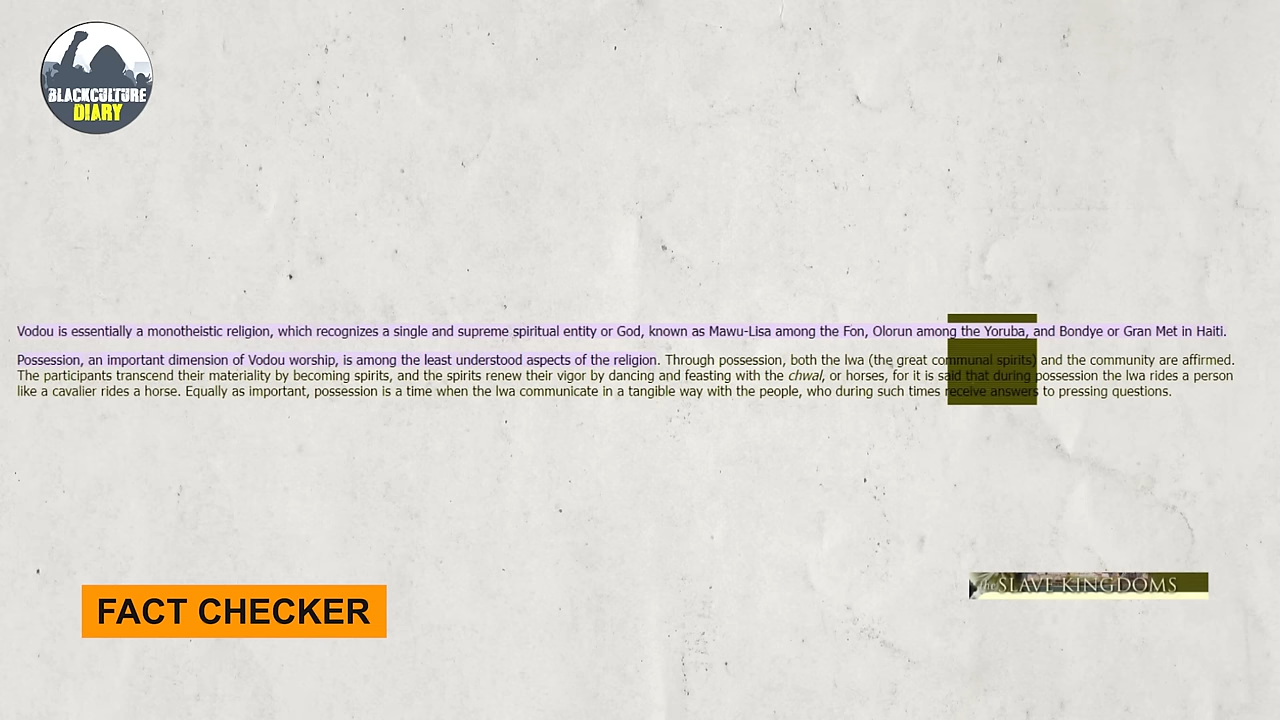 BLACKCULTURE
DIARY
Vodou is essentially a monotheistic religion, which recognizes a single and supreme spiritual entity or God, known as Mawu-Lisa among the Fon, Olorun among the Yoruba, and Bondye or Gran Met in Haiti.
Possession, an important dimension of Vodou worship, is among the least understood aspects of the religion. Through possession, both the lwa (the great communal spirits) and the community are affirmed.
The participants transcend their materiality by becoming spirits, and the spirits renew their vigor by dancing and feasting with the chwal, or horses, for it is said that during possession the lwa rides a person
like a cavalier rides a horse. Equally as important, possession is a time when the lwa communicate in a tangible way with the people, who during such times receive answers to pressing questions.
FACT CHECKER
the SLAVE KINGDOMS